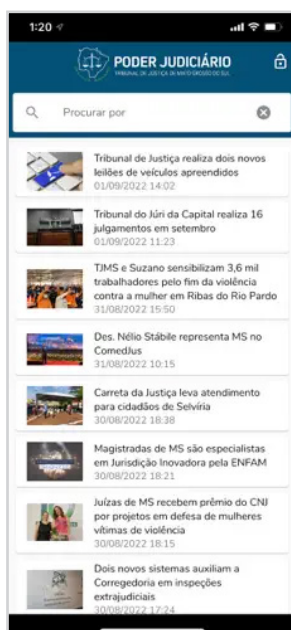 1:20
PODER JUDICIÁRIO
TRIBUNAL DE JUSTIÇA DE MATO GROSSO DO SUL
Procurar por
Tribunal de Justiça realiza dois novos
leilões de veículos apreendidos
01/09/2022 14:02
Tribunal do Júri da Capital realiza 16
julgamentos em setembro
01/09/2022 11:23
TJMS e Suzano sensibilizam 3,6 mil
trabalhadores pelo fim da violência
contra a mulher em Ribas do Rio Pardo
31/08/2022 15:50
Des. Nélio Stábile representa MS no
ComedJus
31/08/2022 10:15
Carreta da Justiça leva atendimento
para cidadãos de Selvíria
30/08/2022 18:38
Magistradas de MS são especialistas
em Jurisdição Inovadora pela ENFAM
30/08/2022 18:21
Juízas de MS recebem prêmio do CNJ
por projetos em defesa de mulheres
vítimas de violência
30/08/2022 18:15
Dois novos sistemas auxiliam a
Corregedoria em inspeções
extrajudiciais
30/08/2022 17:24